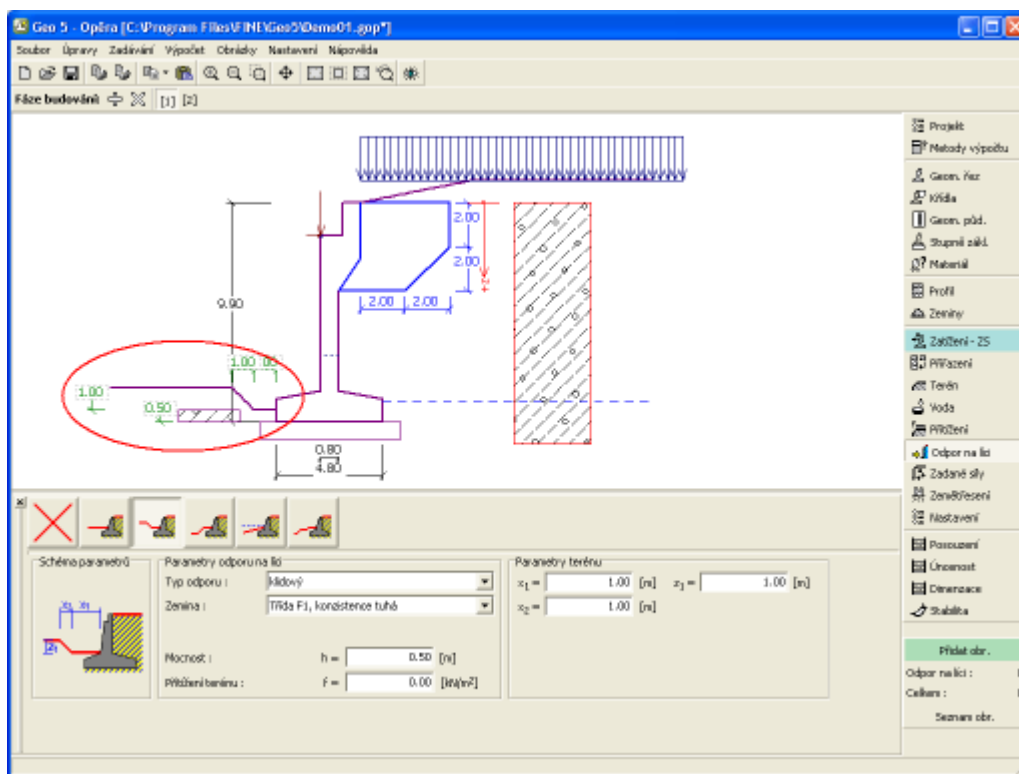 Geo 5 - Opěra [C:\Program Files\FINE\Geo5\Demo01.gop*]
Soubor Úpravy Zadávání Výpočet Obrázky Nastavení Nápověda
Fáze budování: [1] [2]
Projekt
Metody výpočtu
Geom. řez
Křídla
Geom. půd.
Stupně zákl.
Materiál
Profil
Zeminy
Zatížení - ZS
Přiřazení
Terén
Voda
Přitížení
Odpor na líci
Zadané síly
Zemětřesení
Nastavení
Posouzení
Únosnost
Dimenzace
Stabilita
Přidat obr.
Odpor na líci :
Celkem :
Seznam obr.
2.00
2.00
+z
2.00 2.00
9.90
1.00 .00
1.00
0.50
0.80
4.80
Schéma parametrů
Parametry odporu na líci
Typ odporu : klidový
Zemina : Třída F1, konzistence tuhá
Mocnost : h = 0.50 [m]
Přitížení terénu : f = 0.00 [kN/m²]
Parametry terénu
x₁ = 1.00 [m] z₁ = 1.00 [m]
x₂ = 1.00 [m]